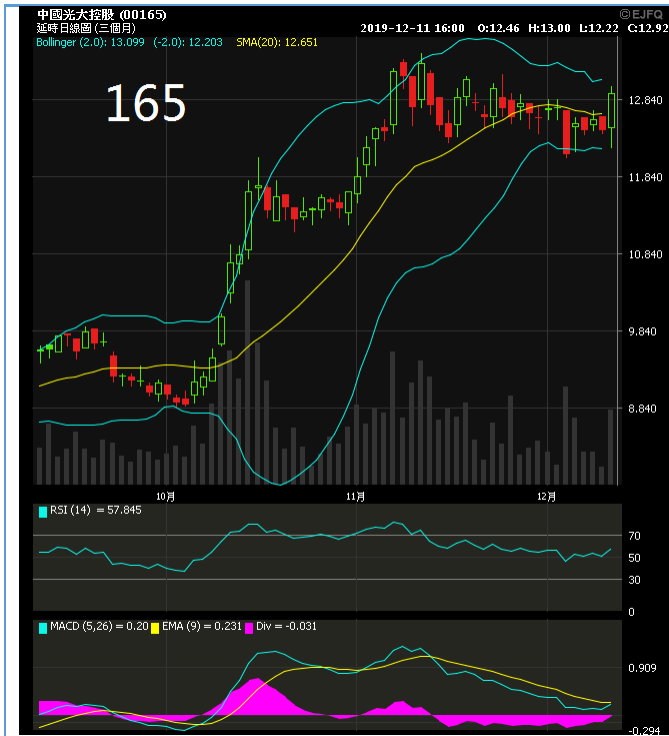 中國光大控股 (00165)
©EJFQ
延時日線圖 (三個月)
2019-12-11 16:00 O:12.46 H:13.00 L:12.22 C:12.92
Bollinger (2.0): 13.099 (-2.0): 12.203 SMA(20): 12.651
165
12.840
11.840
10.840
9.840
8.840
10月 11月 12月
RSI (14) = 57.845
70
50
30
0
MACD (5,26) = 0.20 EMA (9) = 0.231 Div = -0.031
0.909
-0.294